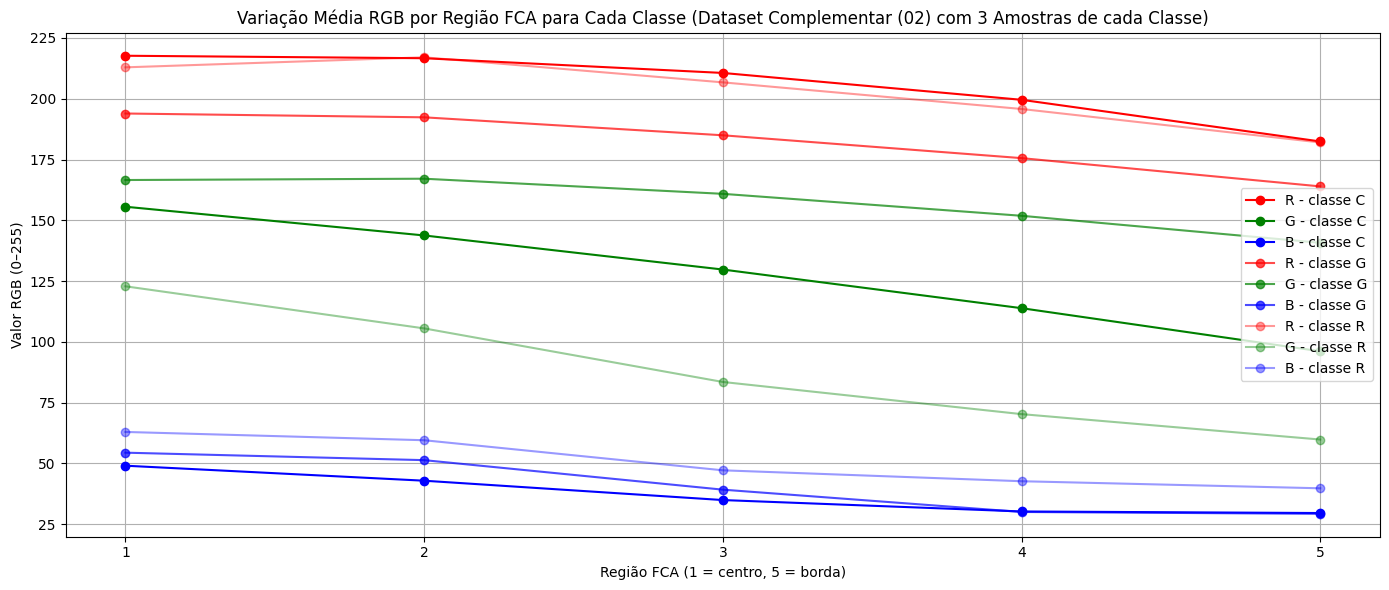 Variação Média RGB por Região FCA para Cada Classe (Dataset Complementar (02) com 3 Amostras de cada Classe)
Valor RGB (0–255)
225
200
175
150
125
100
75
50
25
R - classe C
G - classe C
B - classe C
R - classe G
G - classe G
B - classe G
R - classe R
G - classe R
B - classe R
1 2 3 4 5
Região FCA (1 = centro, 5 = borda)